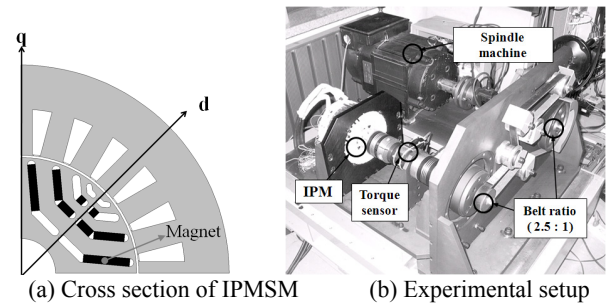 q
d
Magnet
Spindle
machine
IPM
Torque
sensor
Belt ratio
(2.5 : 1)
(a) Cross section of IPMSM
(b) Experimental setup